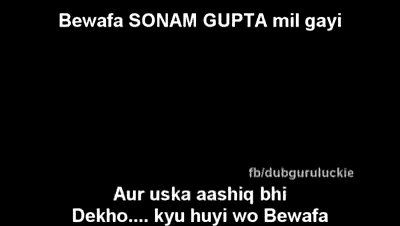 Bewafa SONAM GUPTA mil gayi
fb/dubguruluckie
Aur uska aashiq bhi
Dekho.... kyu huyi wo Bewafa